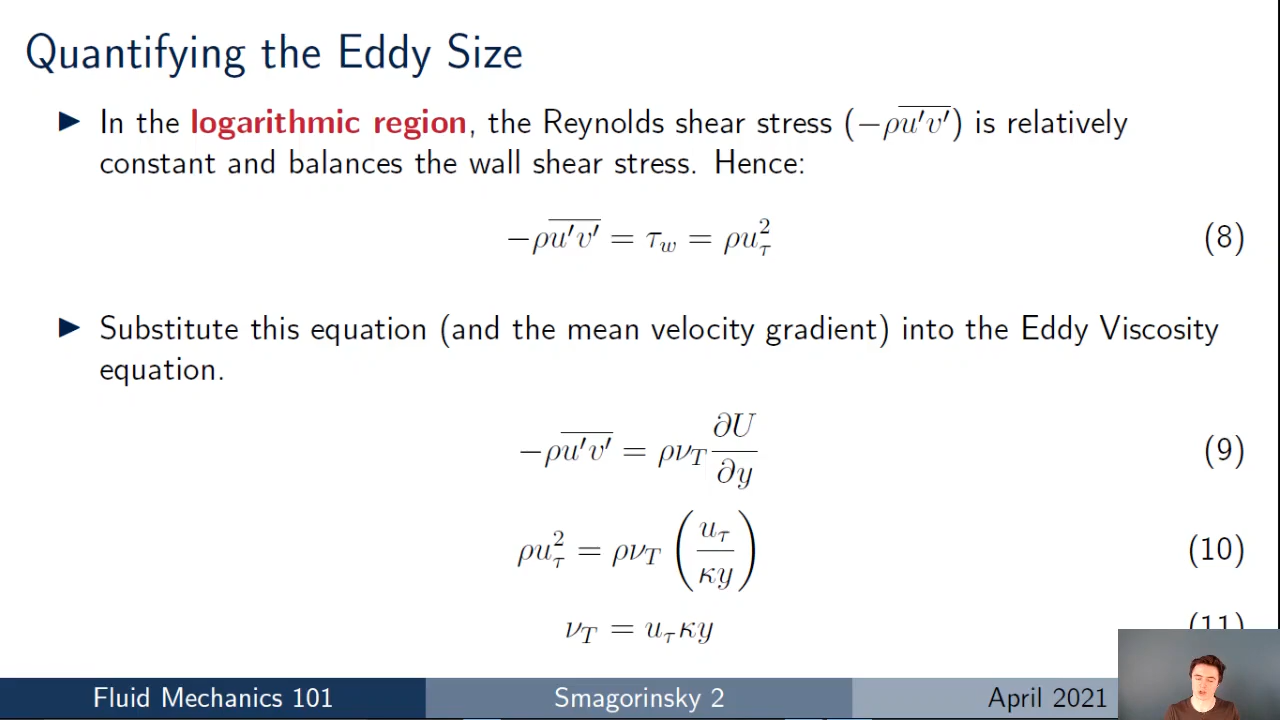 Quantifying the Eddy Size
▶ In the logarithmic region, the Reynolds shear stress (−ρu′v′‾) is relatively
constant and balances the wall shear stress. Hence:
−ρu′v′‾ = τ_w = ρu_τ^2 (8)
▶ Substitute this equation (and the mean velocity gradient) into the Eddy Viscosity
equation.
−ρu′v′‾ = ρν_T ∂U/∂y (9)
ρu_τ^2 = ρν_T (u_τ/κy) (10)
ν_T = u_τκy (11)
Fluid Mechanics 101 Smagorinsky 2 April 2021